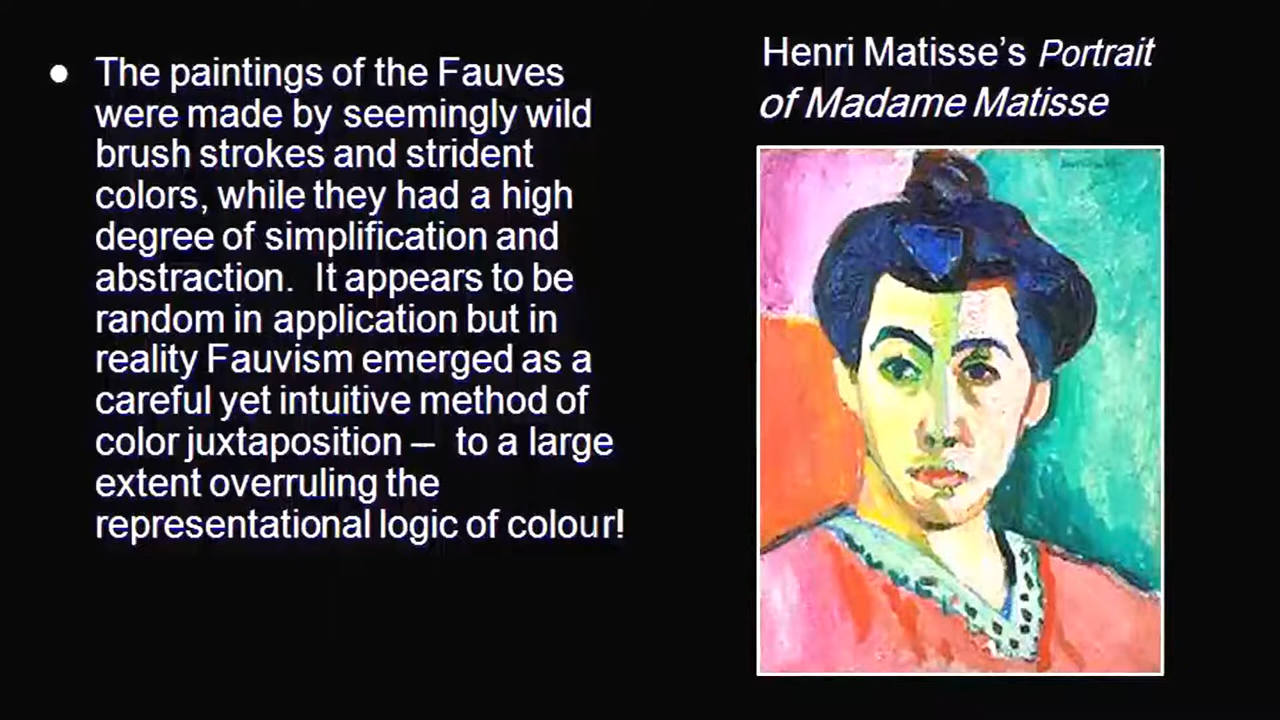 ● The paintings of the Fauves
were made by seemingly wild
brush strokes and strident
colors, while they had a high
degree of simplification and
abstraction.  It appears to be
random in application but in
reality Fauvism emerged as a
careful yet intuitive method of
color juxtaposition –  to a large
extent overruling the
representational logic of colour!
Henri Matisse’s Portrait
of Madame Matisse